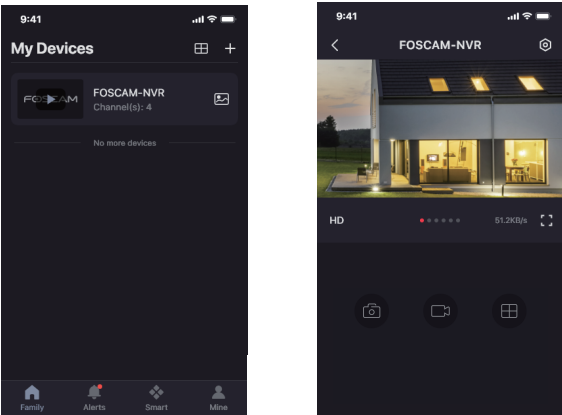 9:41
My Devices
FOSCAM
FOSCAM-NVR
Channel(s): 4
No more devices
Family
Alerts
Smart
Mine
9:41
FOSCAM-NVR
HD
51.2KB/s